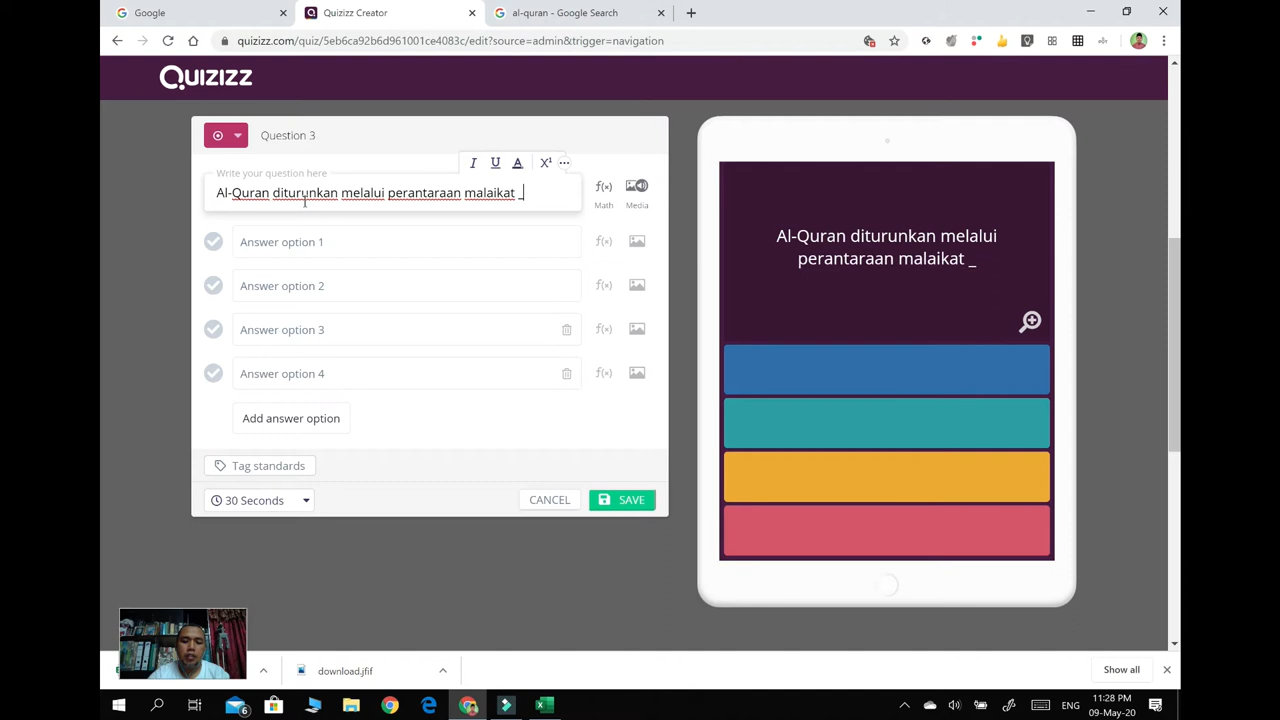 Google
Quizizz Creator
al-quran - Google Search
quizizz.com/quiz/5eb6ca92b6d961001ce4083c/edit?source=admin&trigger=navigation
QUIZIZZ
Question 3
Write your question here
I U A X¹ ...
Al-Quran diturunkan melalui perantaraan malaikat _
f(x) Math
Media
Answer option 1
f(x)
Answer option 2
f(x)
Answer option 3
f(x)
Answer option 4
f(x)
Add answer option
Tag standards
30 Seconds
CANCEL
SAVE
Al-Quran diturunkan melalui
perantaraan malaikat _
download.jfif
Show all
6
ENG
11:28 PM
09-May-20